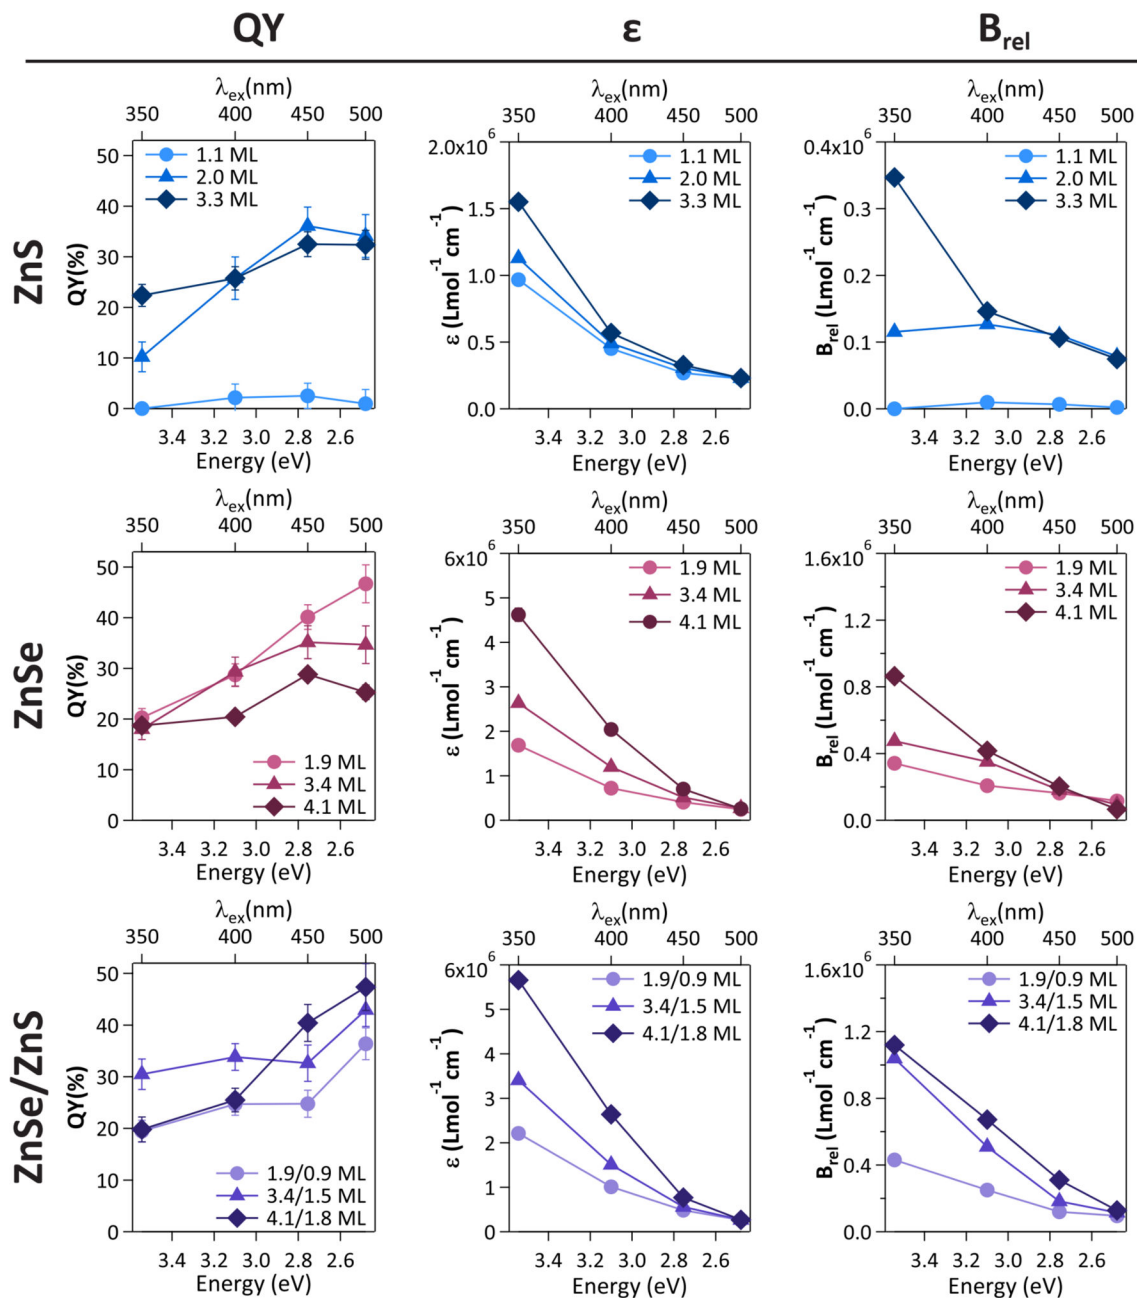 QY ε B_rel
ZnS
λ_ex(nm)
350 400 450 500
50
40
30
20
10
0
QY(%)
1.1 ML
2.0 ML
3.3 ML
3.4 3.2 3.0 2.8 2.6
Energy (eV)
λ_ex(nm)
350 400 450 500
2.0x10^6
1.5
1.0
0.5
0.0
ε (Lmol^-1 cm^-1)
1.1 ML
2.0 ML
3.3 ML
3.4 3.2 3.0 2.8 2.6
Energy (eV)
λ_ex(nm)
350 400 450 500
0.4x10^6
0.3
0.2
0.1
0.0
B_rel (Lmol^-1 cm^-1)
1.1 ML
2.0 ML
3.3 ML
3.4 3.2 3.0 2.8 2.6
Energy (eV)
ZnSe
λ_ex(nm)
350 400 450 500
50
40
30
20
10
0
QY(%)
1.9 ML
3.4 ML
4.1 ML
3.4 3.2 3.0 2.8 2.6
Energy (eV)
λ_ex(nm)
350 400 450 500
6x10^6
5
4
3
2
1
0
ε (Lmol^-1 cm^-1)
1.9 ML
3.4 ML
4.1 ML
3.4 3.2 3.0 2.8 2.6
Energy (eV)
λ_ex(nm)
350 400 450 500
1.6x10^6
1.2
0.8
0.4
0.0
B_rel (Lmol^-1 cm^-1)
1.9 ML
3.4 ML
4.1 ML
3.4 3.2 3.0 2.8 2.6
Energy (eV)
ZnSe/ZnS
λ_ex(nm)
350 400 450 500
50
40
30
20
10
0
QY(%)
1.9/0.9 ML
3.4/1.5 ML
4.1/1.8 ML
3.4 3.2 3.0 2.8 2.6
Energy (eV)
λ_ex(nm)
350 400 450 500
6x10^6
5
4
3
2
1
0
ε (Lmol^-1 cm^-1)
1.9/0.9 ML
3.4/1.5 ML
4.1/1.8 ML
3.4 3.2 3.0 2.8 2.6
Energy (eV)
λ_ex(nm)
350 400 450 500
1.6x10^6
1.2
0.8
0.4
0.0
B_rel (Lmol^-1 cm^-1)
1.9/0.9 ML
3.4/1.5 ML
4.1/1.8 ML
3.4 3.2 3.0 2.8 2.6
Energy (eV)